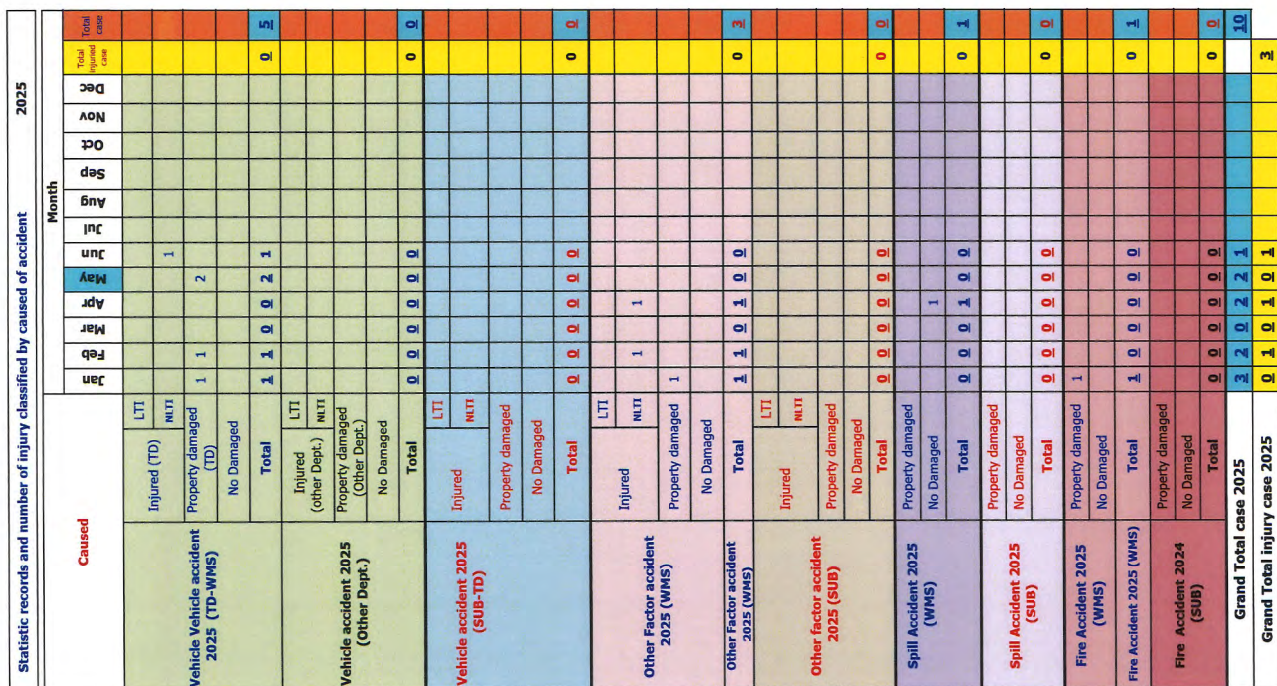 Statistic records and number of injury classified by caused of accident 2025
Caused Month Total injuried case Total case
Jan Feb Mar Apr May Jun Jul Aug Sep Oct Nov Dec
Vehicle Vehicle accident 2025 (TD-WMS)
Injured (TD) LTI
NLTI 1
Property damaged (TD) 1 1 2
No Damaged
Total 1 1 0 0 2 1 0 5
Vehicle accident 2025 (Other Dept.)
Injured (other Dept.) LTI
NLTI
Property damaged (Other Dept.)
No Damaged
Total 0 0 0 0 0 0 0 0
Vehicle accident 2025 (SUB-TD)
Injured LTI
NLTI
Property damaged
No Damaged
Total 0 0 0 0 0 0 0 0
Other Factor accident 2025 (WMS)
Injured LTI
NLTI 1 1
Property damaged 1
No Damaged
Other Factor accident 2025 (WMS) Total 1 1 0 1 0 0 0 3
Other factor accident 2025 (SUB)
Injured LTI
NLTI
Property damaged
No Damaged
Total 0 0 0 0 0 0 0 0
Spill Accident 2025 (WMS)
Property damaged
No Damaged 1
Total 0 0 0 1 0 0 0 1
Spill Accident 2025 (SUB)
Property damaged
No Damaged
Total 0 0 0 0 0 0 0 0
Fire Accident 2025 (WMS)
Property damaged 1
No Damaged
Fire Accident 2025 (WMS) Total 1 0 0 0 0 0 0 1
Fire Accident 2024 (SUB)
Property damaged
No Damaged
Total 0 0 0 0 0 0 0 0
Grand Total case 2025 3 2 0 2 2 1 10
Grand Total injury case 2025 0 1 0 1 0 1 3